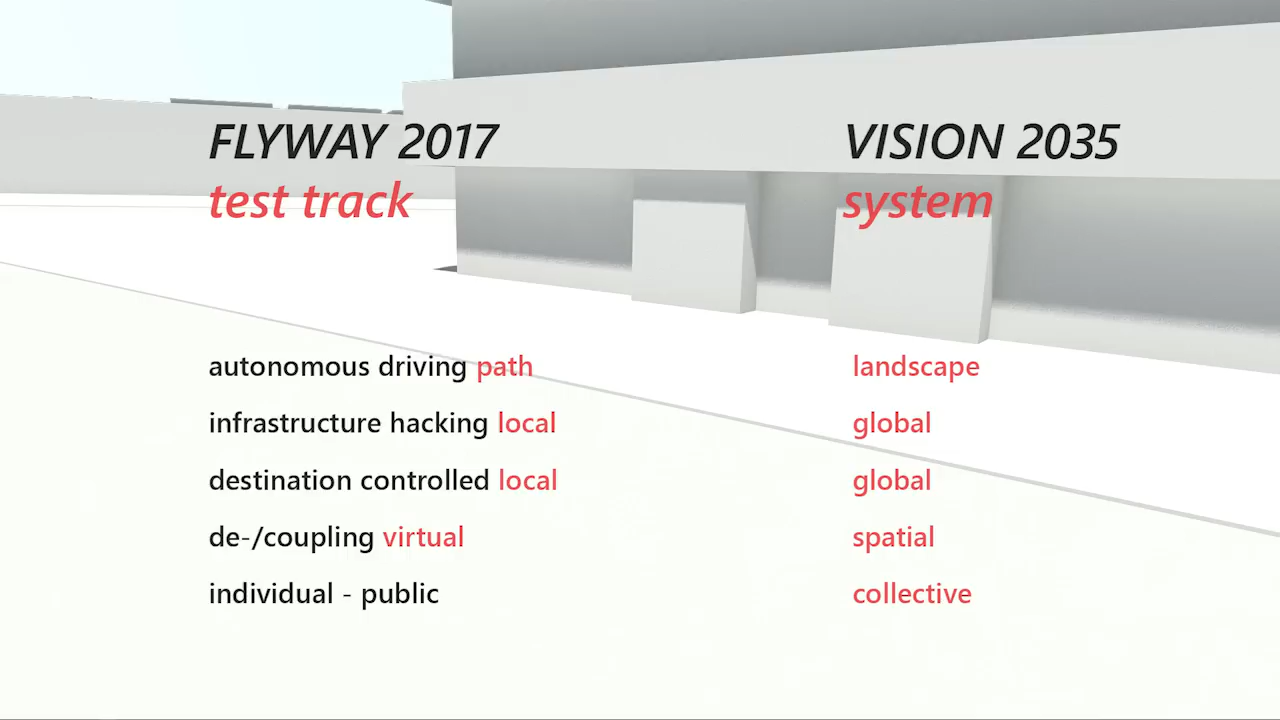 FLYWAY 2017
test track
autonomous driving path
infrastructure hacking local
destination controlled local
de-/coupling virtual
individual - public
VISION 2035
system
landscape
global
global
spatial
collective